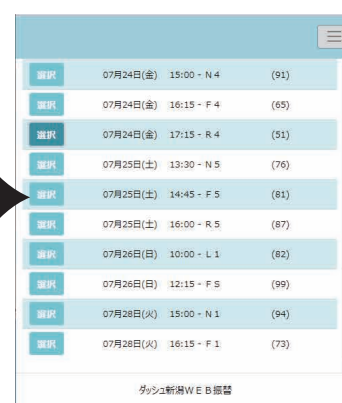 選択 07月24日(金) 15:00 - N 4 (91)
選択 07月24日(金) 16:15 - F 4 (65)
選択 07月24日(金) 17:15 - R 4 (51)
選択 07月25日(土) 13:30 - N 5 (76)
選択 07月25日(土) 14:45 - F 5 (81)
選択 07月25日(土) 16:00 - R 5 (87)
選択 07月26日(日) 10:00 - L 1 (82)
選択 07月26日(日) 12:15 - F S (99)
選択 07月28日(火) 15:00 - N 1 (94)
選択 07月28日(火) 16:15 - F 1 (73)
ダッシュ新潟ＷＥＢ振替